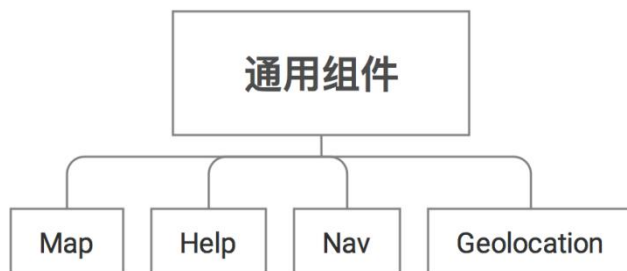 通用组件
Map
Help
Nav
Geolocation